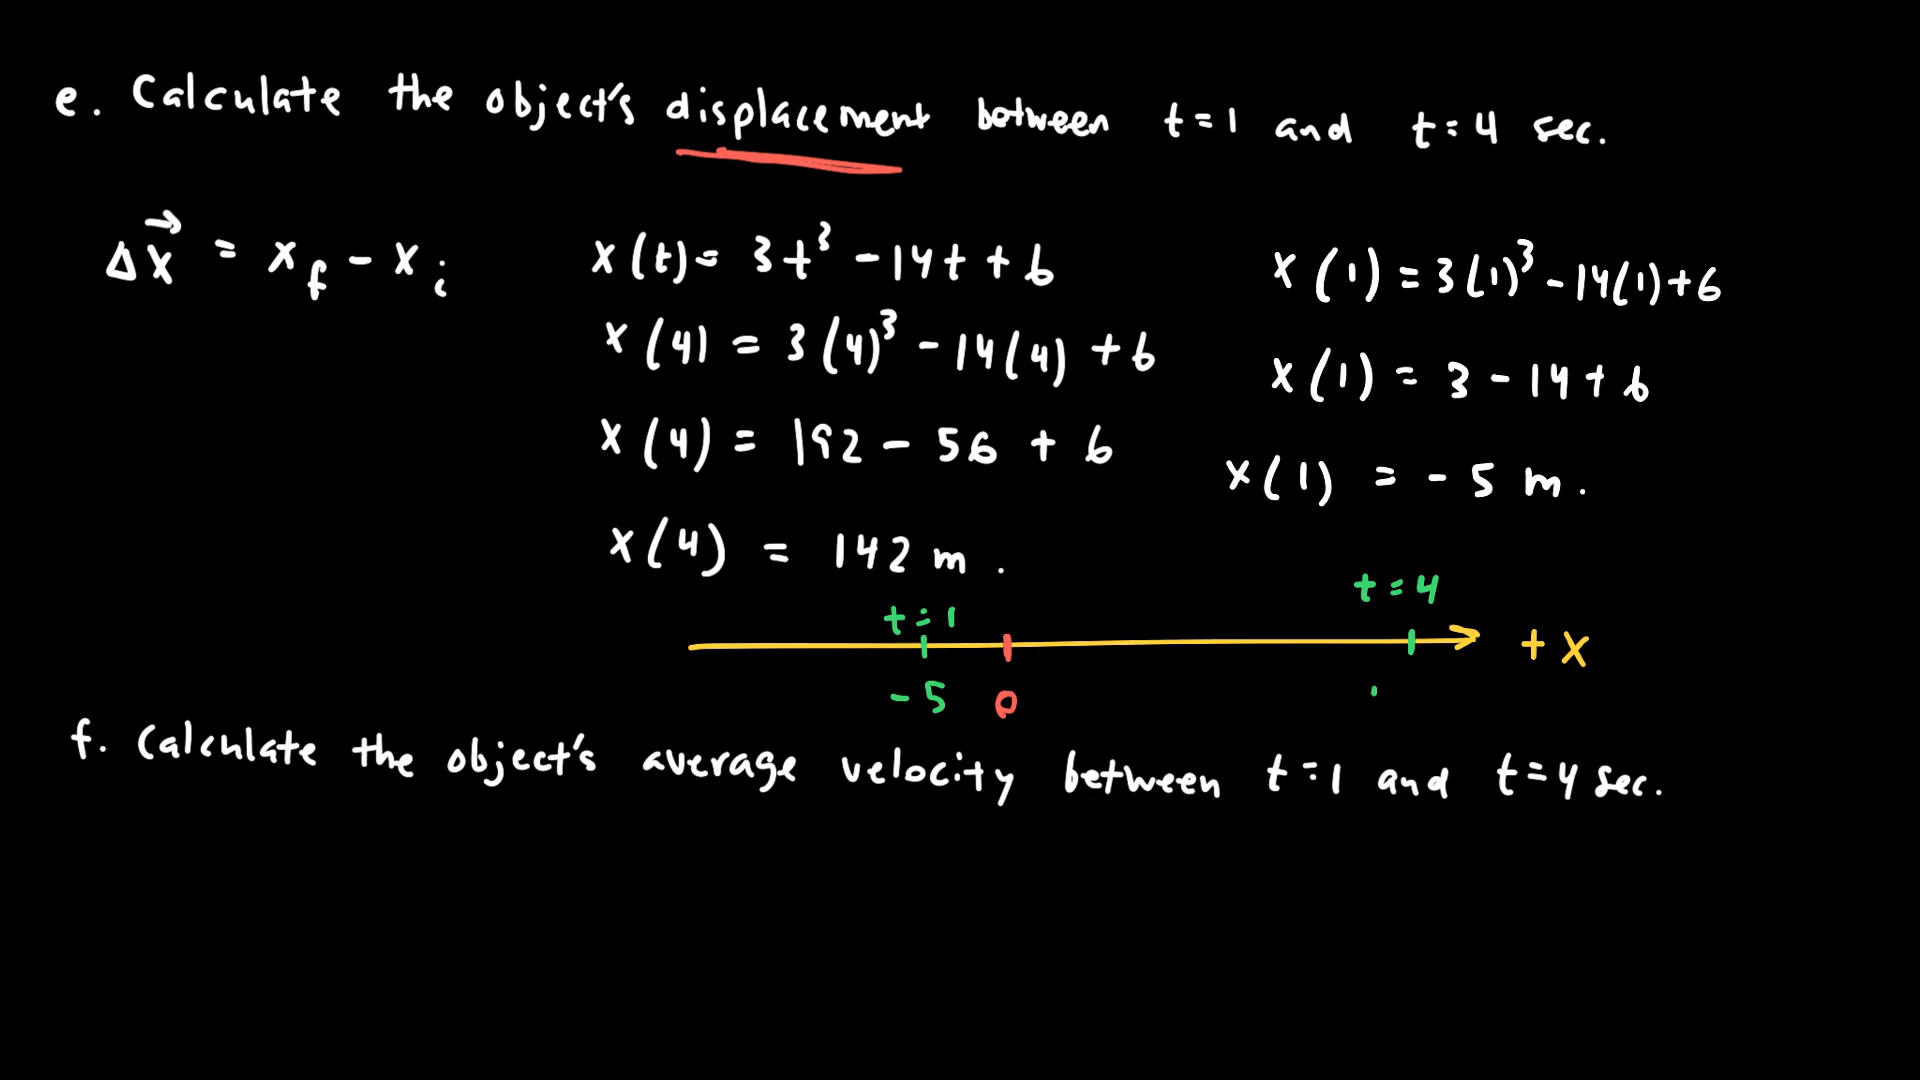 e. Calculate the object's displacement between t=1 and t=4 sec.
Δx⃗ = x_f - x_i
x(t) = 3t³ - 14t + 6
x(4) = 3(4)³ - 14(4) + 6
x(4) = 192 - 56 + 6
x(4) = 142 m.
x(1) = 3(1)³ - 14(1) + 6
x(1) = 3 - 14 + 6
x(1) = - 5 m.
t=1
t=4
+x
-5
0
f. Calculate the object's average velocity between t=1 and t=4 sec.